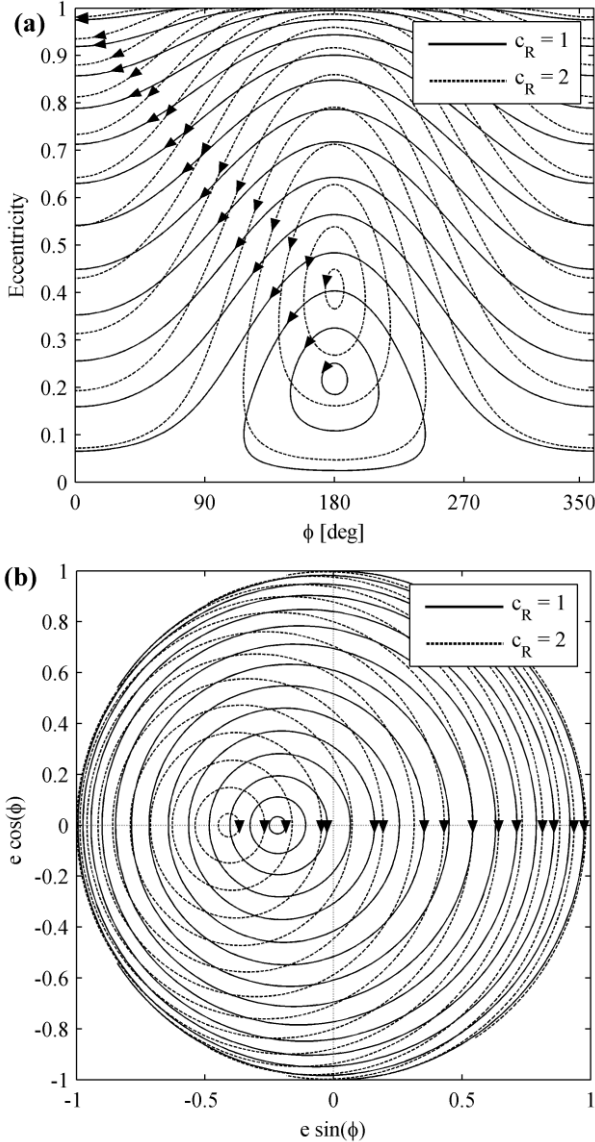 (a)
1
0.9
0.8
0.7
0.6
0.5
0.4
0.3
0.2
0.1
0
Eccentricity
c_R = 1
c_R = 2
0 90 180 270 350
ϕ [deg]
(b)
1
0.8
0.6
0.4
0.2
0
-0.2
-0.4
-0.6
-0.8
-1
e cos(ϕ)
c_R = 1
c_R = 2
-1 -0.5 0 0.5 1
e sin(ϕ)